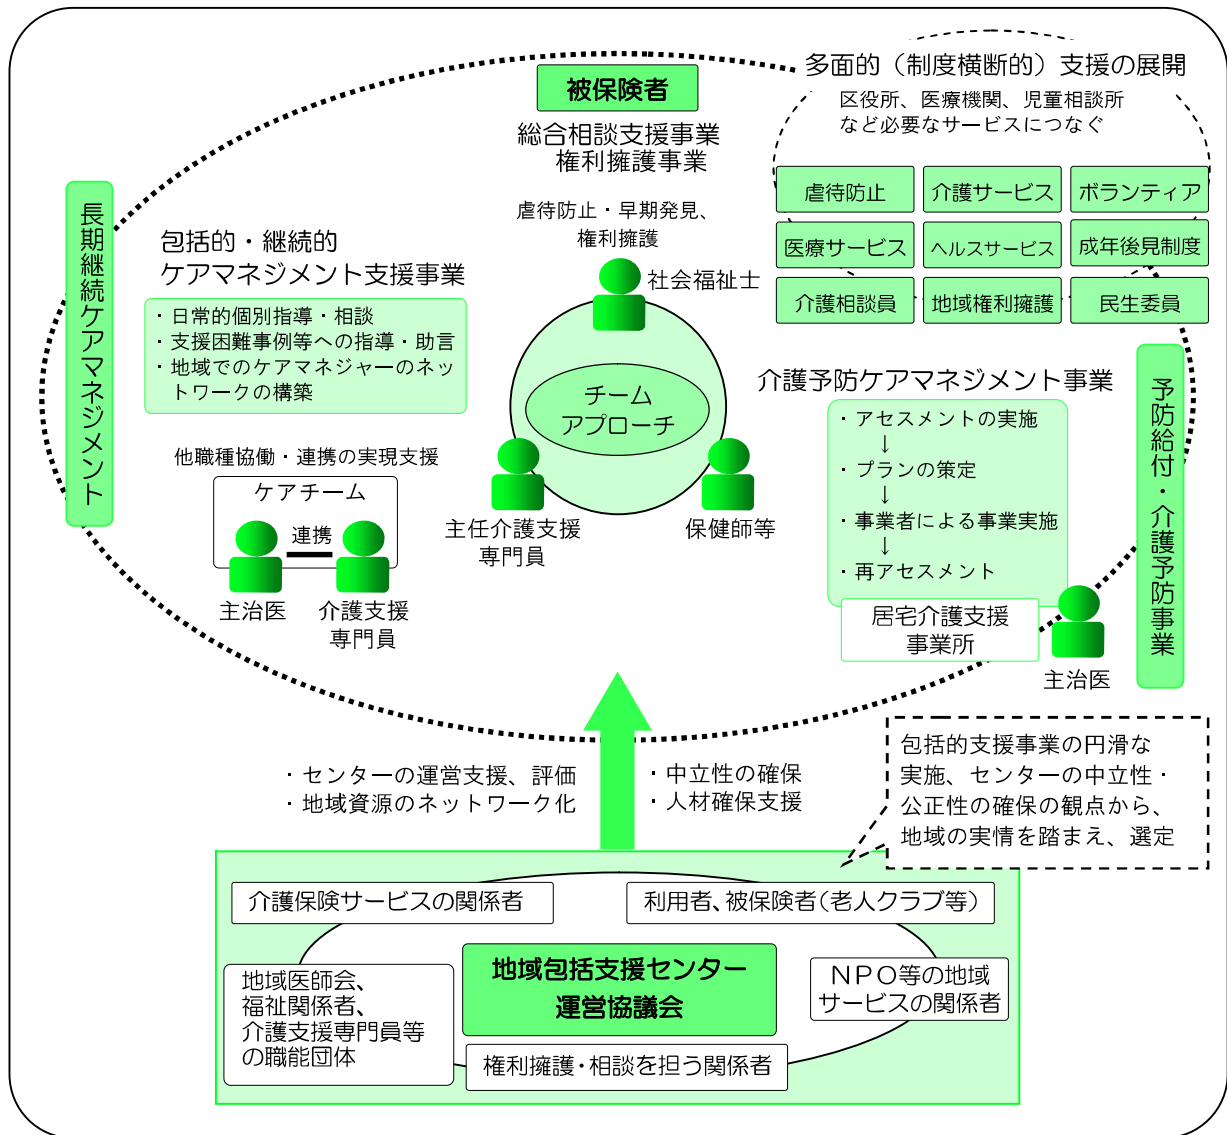 被保険者
総合相談支援事業
権利擁護事業
虐待防止・早期発見、
権利擁護
社会福祉士
チーム
アプローチ
主任介護支援
専門員
保健師等
多面的（制度横断的）支援の展開
区役所、医療機関、児童相談所
など必要なサービスにつなぐ
虐待防止
介護サービス
ボランティア
医療サービス
ヘルスサービス
成年後見制度
介護相談員
地域権利擁護
民生委員
長期継続ケアマネジメント
包括的・継続的
ケアマネジメント支援事業
・日常的個別指導・相談
・支援困難事例等への指導・助言
・地域でのケアマネジャーのネッ
トワークの構築
他職種協働・連携の実現支援
ケアチーム
連携
主治医
介護支援
専門員
介護予防ケアマネジメント事業
・アセスメントの実施
↓
・プランの策定
↓
・事業者による事業実施
↓
・再アセスメント
居宅介護支援
事業所
主治医
予防給付・介護予防事業
・センターの運営支援、評価
・地域資源のネットワーク化
・中立性の確保
・人材確保支援
包括的支援事業の円滑な
実施、センターの中立性・
公正性の確保の観点から、
地域の実情を踏まえ、選定
介護保険サービスの関係者
利用者、被保険者（老人クラブ等）
地域包括支援センター
運営協議会
地域医師会、
福祉関係者、
介護支援専門員等
の職能団体
ＮＰＯ等の地域
サービスの関係者
権利擁護・相談を担う関係者